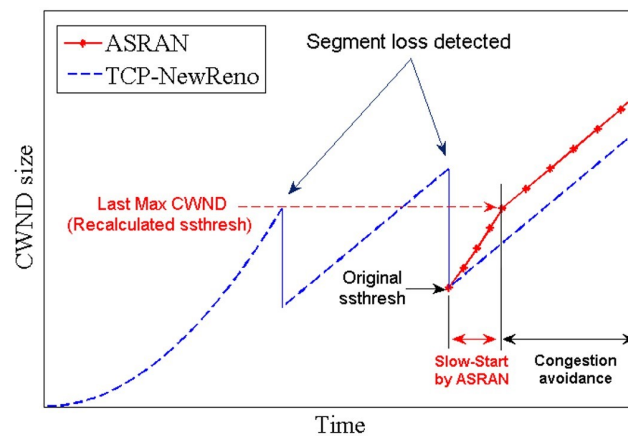 ASRAN
TCP-NewReno
Segment loss detected
CWND size
Last Max CWND
(Recalculated ssthresh)
Original
ssthresh
Slow-Start
by ASRAN
Congestion
avoidance
Time